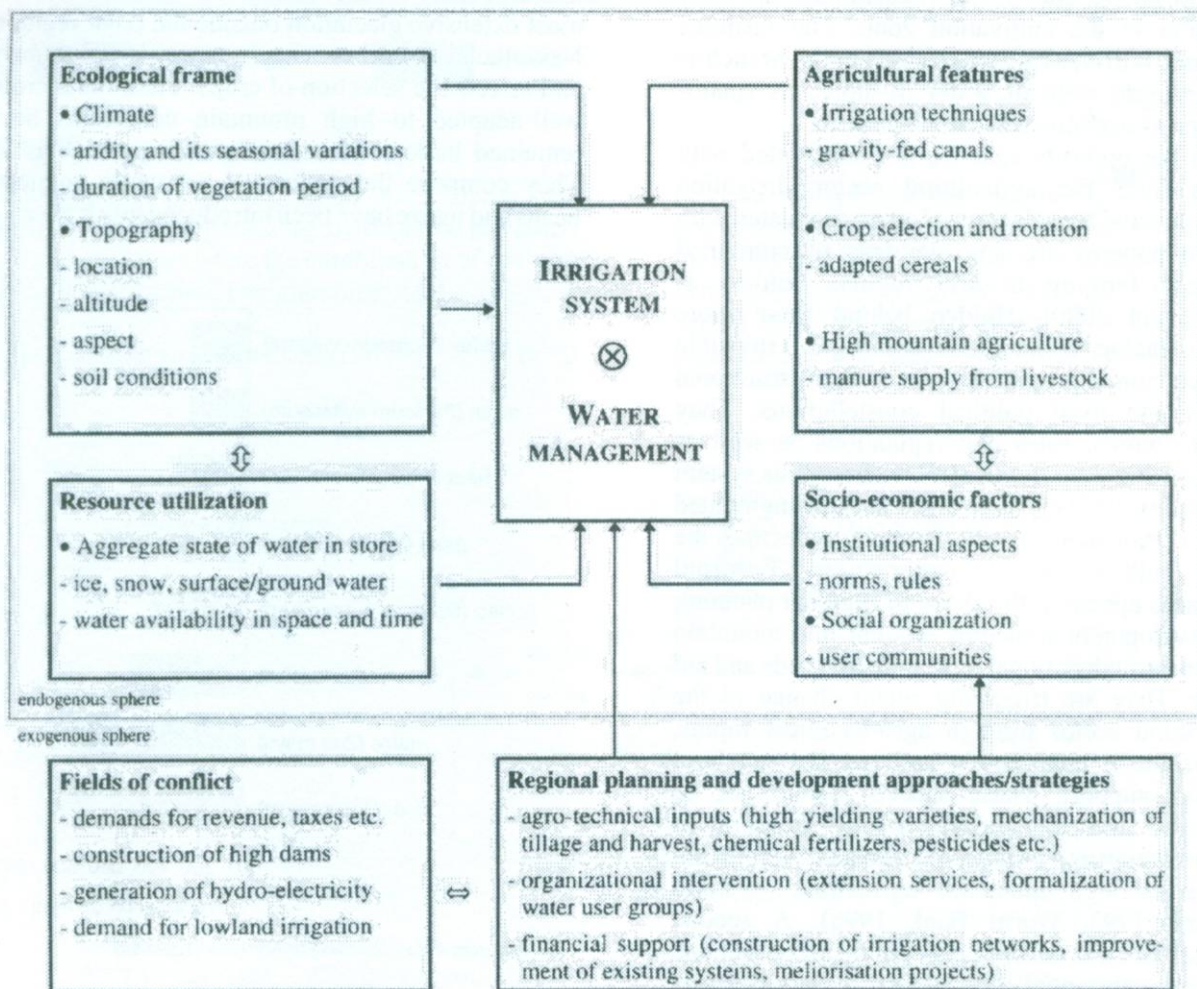 Ecological frame
• Climate
- aridity and its seasonal variations
- duration of vegetation period
• Topography
- location
- altitude
- aspect
- soil conditions
Agricultural features
• Irrigation techniques
- gravity-fed canals
• Crop selection and rotation
- adapted cereals
• High mountain agriculture
- manure supply from livestock
IRRIGATION
SYSTEM
⊗
WATER
MANAGEMENT
Resource utilization
• Aggregate state of water in store
- ice, snow, surface/ground water
- water availability in space and time
Socio-economic factors
• Institutional aspects
- norms, rules
• Social organization
- user communities
endogenous sphere
exogenous sphere
Fields of conflict
- demands for revenue, taxes etc.
- construction of high dams
- generation of hydro-electricity
- demand for lowland irrigation
Regional planning and development approaches/strategies
- agro-technical inputs (high yielding varieties, mechanization of
tillage and harvest, chemical fertilizers, pesticides etc.)
- organizational intervention (extension services, formalization of
water user groups)
- financial support (construction of irrigation networks, improve-
ment of existing systems, meliorisation projects)